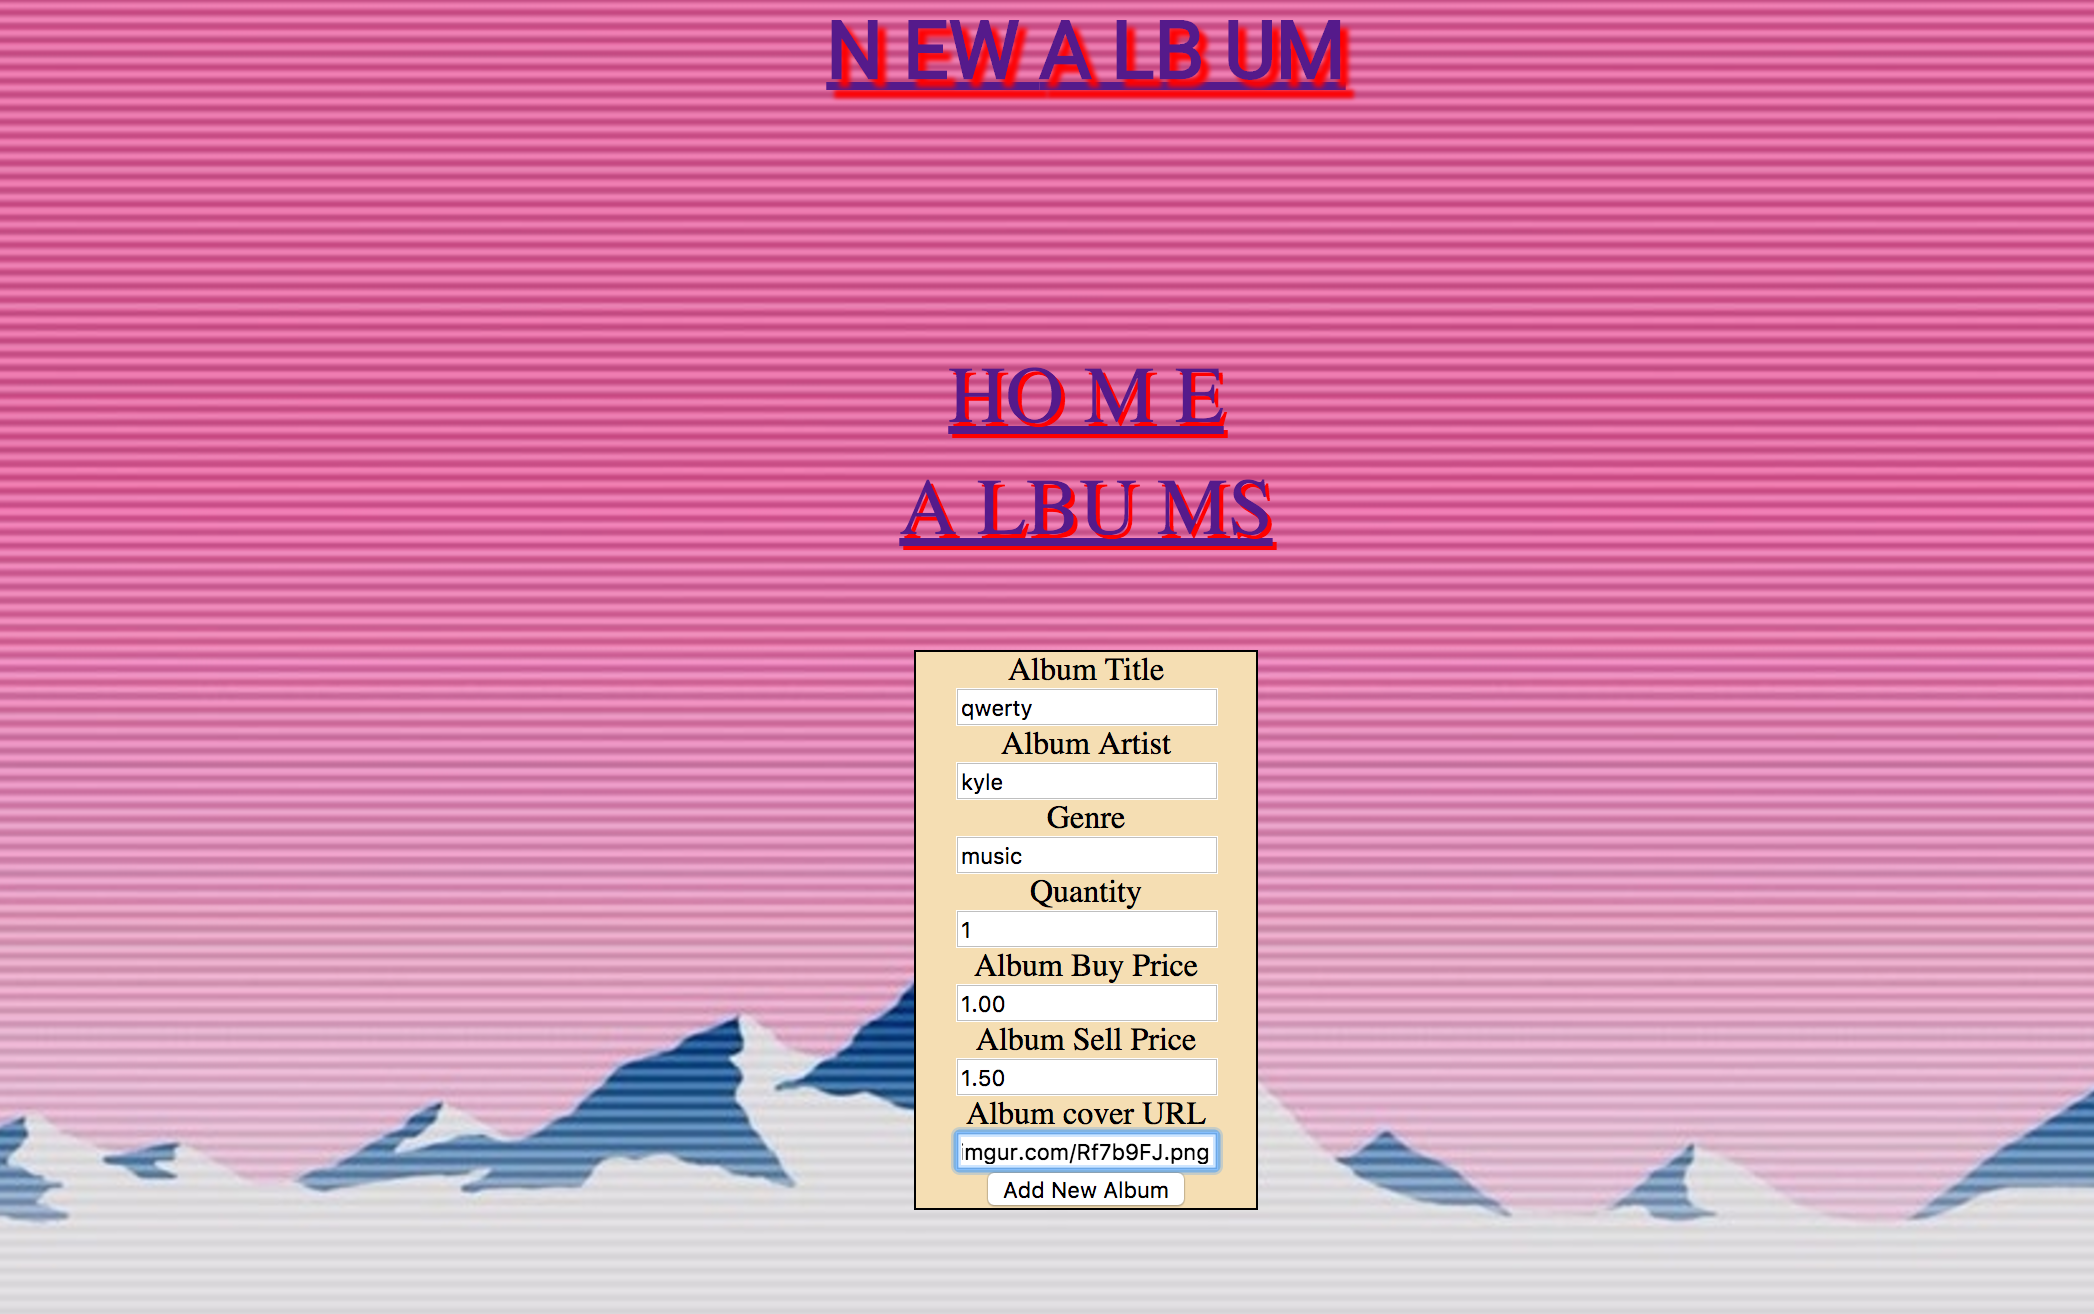 N EW A LB UM
HO M E
A LBU MS
Album Title
qwerty
Album Artist
kyle
Genre
music
Quantity
1
Album Buy Price
1.00
Album Sell Price
1.50
Album cover URL
imgur.com/Rf7b9FJ.png
Add New Album